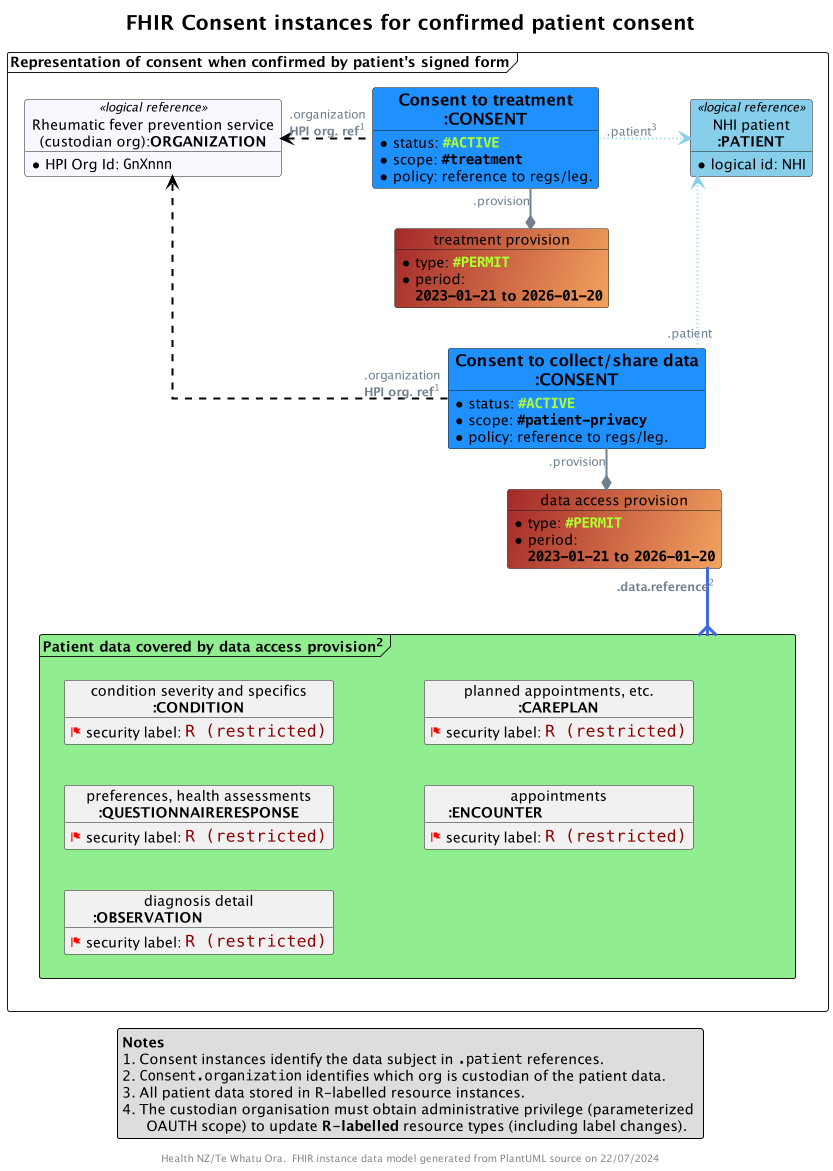 FHIR Consent instances for confirmed patient consent
Representation of consent when confirmed by patient's signed form
«logical reference»
Rheumatic fever prevention service
(custodian org):ORGANIZATION
• HPI Org Id: GnXnnn
.organization
HPI org. ref1
Consent to treatment
:CONSENT
• status: #ACTIVE
• scope: #treatment
• policy: reference to regs/leg.
.patient3
«logical reference»
NHI patient
:PATIENT
• logical id: NHI
.provision
treatment provision
• type: #PERMIT
• period:
2023-01-21 to 2026-01-20
.patient
.organization
HPI org. ref1
Consent to collect/share data
:CONSENT
• status: #ACTIVE
• scope: #patient-privacy
• policy: reference to regs/leg.
.provision
data access provision
• type: #PERMIT
• period:
2023-01-21 to 2026-01-20
.data.reference2
Patient data covered by data access provision2
condition severity and specifics
:CONDITION
security label: R (restricted)
planned appointments, etc.
:CAREPLAN
security label: R (restricted)
preferences, health assessments
:QUESTIONNAIRERESPONSE
security label: R (restricted)
appointments
:ENCOUNTER
security label: R (restricted)
diagnosis detail
:OBSERVATION
security label: R (restricted)
Notes
1. Consent instances identify the data subject in .patient references.
2. Consent.organization identifies which org is custodian of the patient data.
3. All patient data stored in R-labelled resource instances.
4. The custodian organisation must obtain administrative privilege (parameterized
OAUTH scope) to update R-labelled resource types (including label changes).
Health NZ/Te Whatu Ora. FHIR instance data model generated from PlantUML source on 22/07/2024